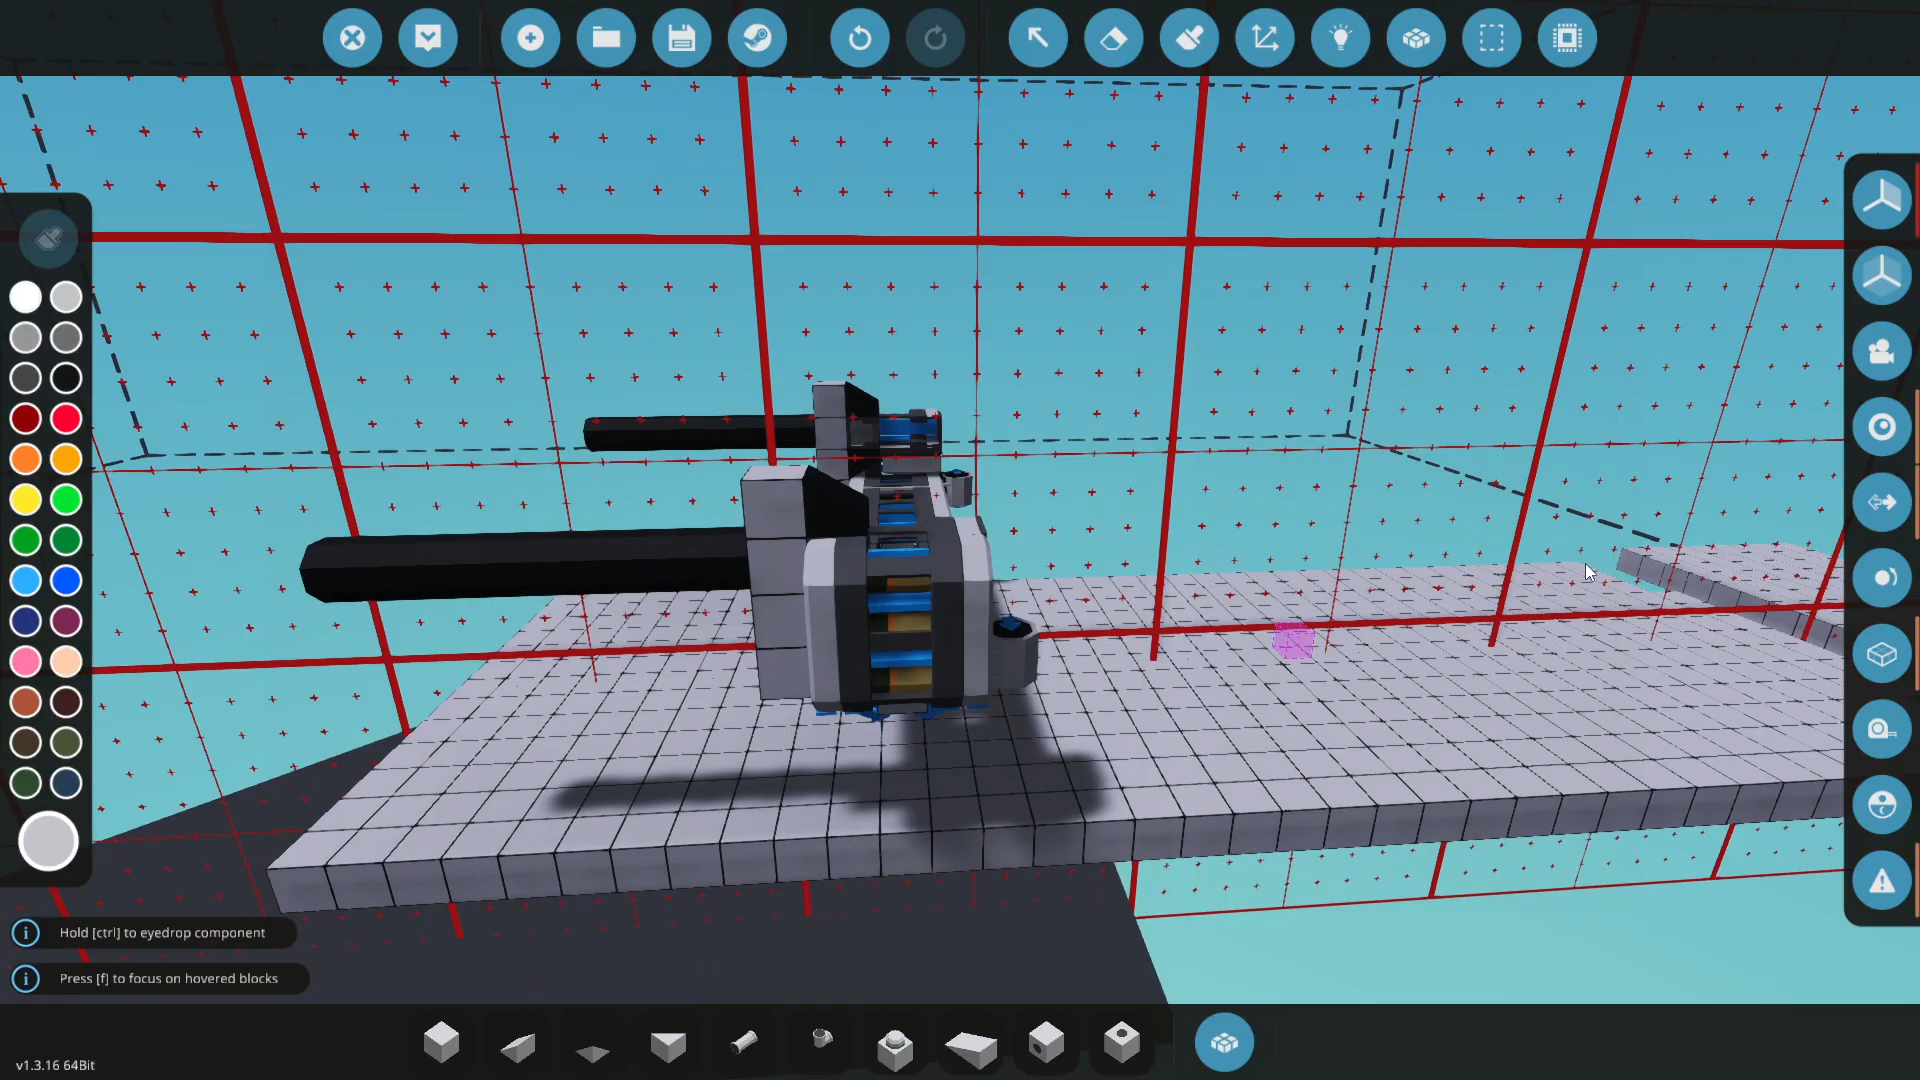 Hold [ctrl] to eyedrop component
Press [f] to focus on hovered blocks
v1.3.16 64Bit